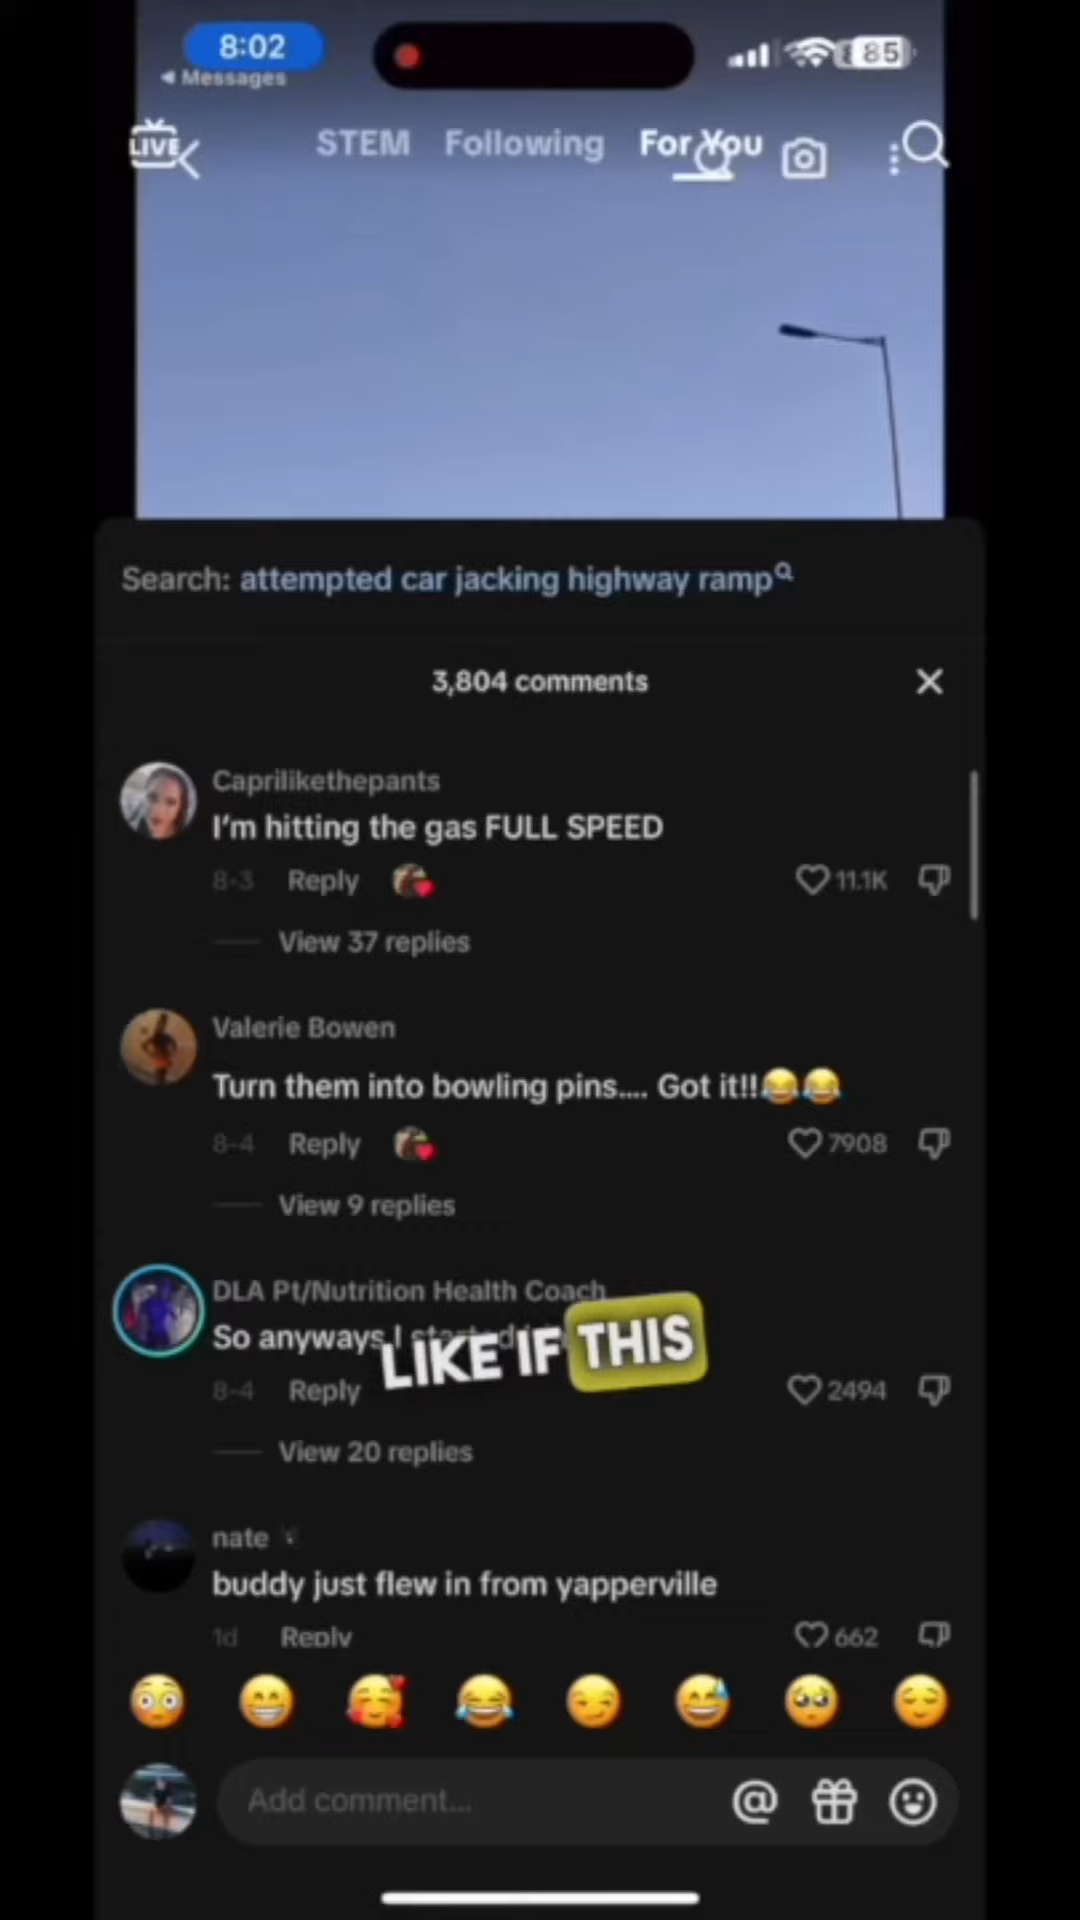 8:02
85
Messages
LIVE
STEM Following For You
Search: attempted car jacking highway ramp
3,804 comments
Caprilikethepants
I'm hitting the gas FULL SPEED
8-3 Reply 11.1K
View 37 replies
Valerie Bowen
Turn them into bowling pins.... Got it!!😂😂
8-4 Reply 7908
View 9 replies
DLA Pt/Nutrition Health Coach
So anyways I started
LIKE IF THIS
8-4 Reply 2494
View 20 replies
nate
buddy just flew in from yapperville
1d Reply 662
Add comment...